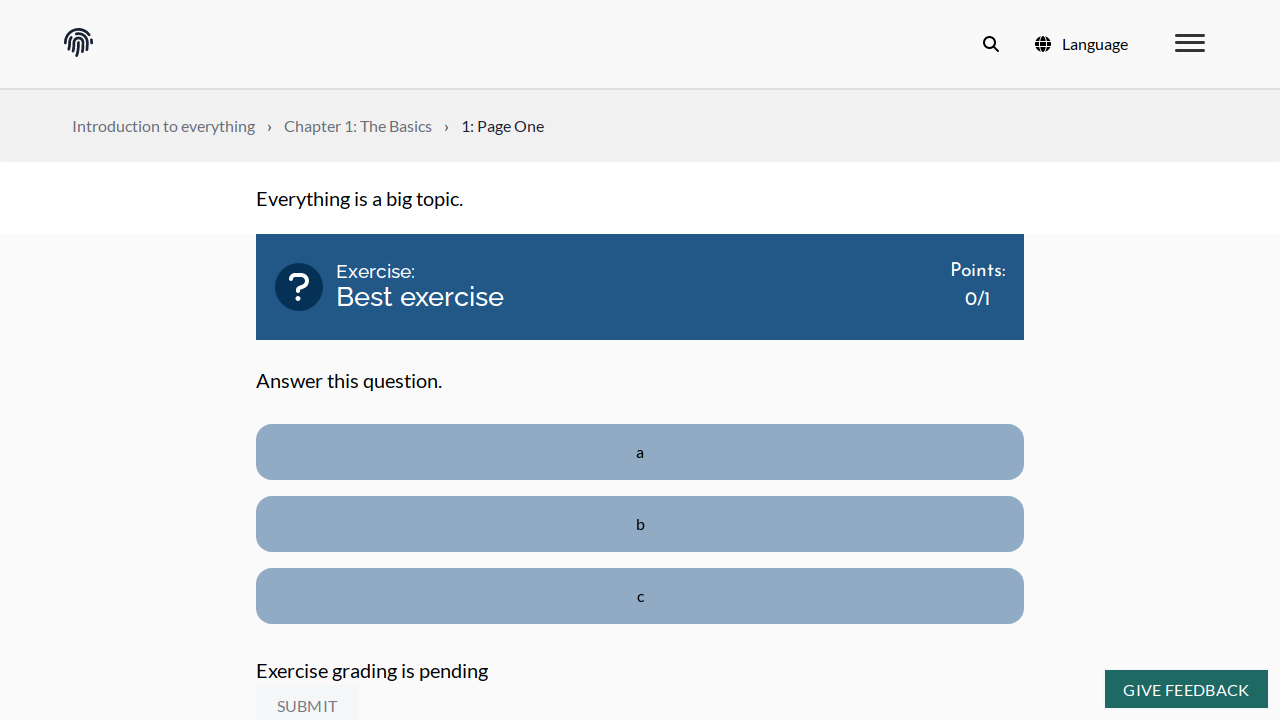 Language
Introduction to everything › Chapter 1: The Basics › 1: Page One
Everything is a big topic.
Exercise:
Best exercise
Points:
0/1
Answer this question.
a
b
c
Exercise grading is pending
SUBMIT
GIVE FEEDBACK